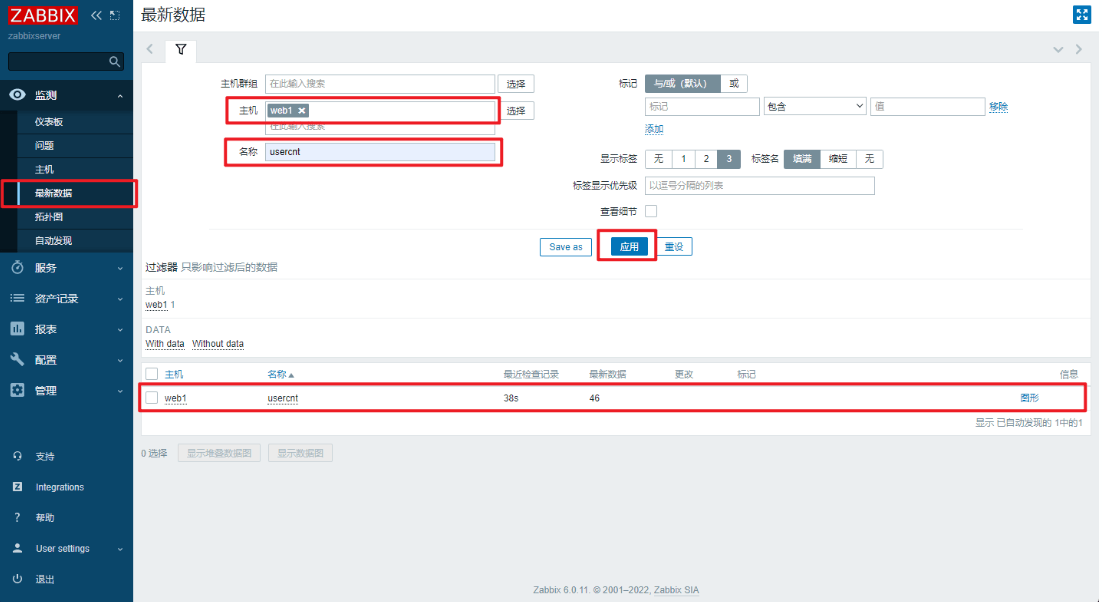 ZABBIX
zabbixserver
监测
仪表板
问题
主机
最新数据
拓扑图
自动发现
服务
资产记录
报表
配置
管理
支持
Integrations
帮助
User settings
退出
最新数据
主机群组 在此输入搜索 选择
主机 web1 选择
在此输入搜索
名称 usercnt
标记 与/或（默认） 或
标记 包含 值 移除
添加
显示标签 无 1 2 3 标签名 填满 缩短 无
标签显示优先级 以逗号分隔的列表
查看细节
Save as 应用 重设
过滤器 只影响过滤后的数据
主机
web1 1
DATA
With data Without data
主机 名称 最近检查记录 最新数据 更改 标记 信息
web1 usercnt 38s 46 图形
显示 已自动发现的 1中的1
0 选择 显示堆叠数据图 显示数据图
Zabbix 6.0.11. © 2001–2022, Zabbix SIA